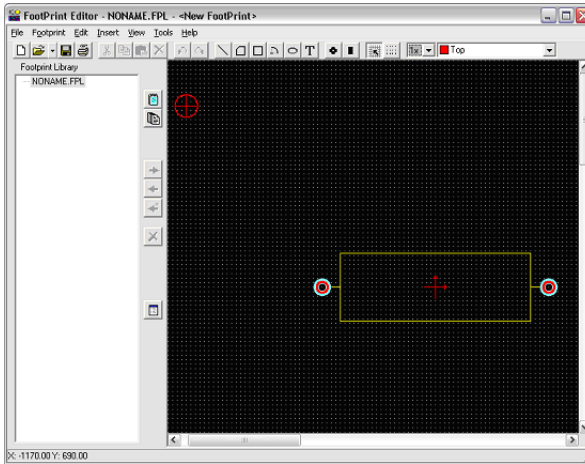 FootPrint Editor - NONAME.FPL - <New FootPrint>
File Footprint Edit Insert View Tools Help
T Top
Footprint Library
NONAME.FPL
X: -1170.00 Y: 690.00